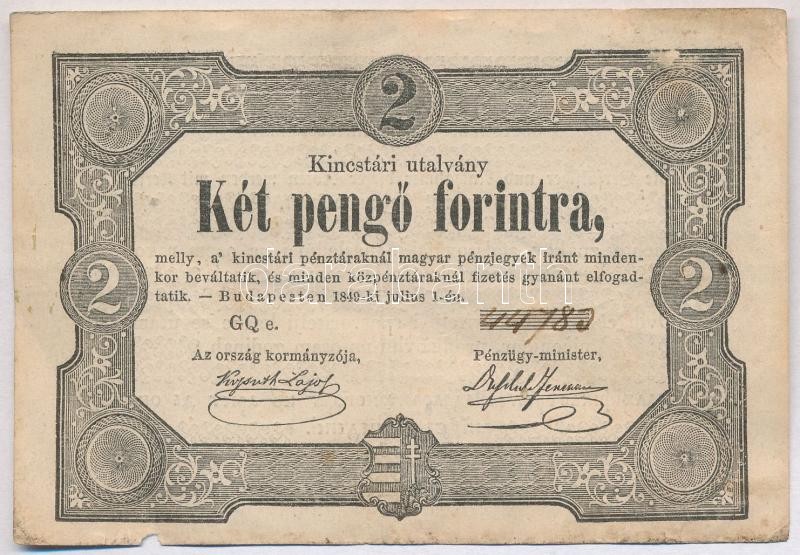 2
Kincstári utalvány
Két pengő forintra,
melly, a' kincstári pénztáraknál magyar pénzjegyek iránt minden-
kor beváltatik, és minden közpénztáraknál fizetés gyanánt elfogad-
tatik. — Budapesten 1849-ki julius 1-én.
2
2
GQ e.
44783
Az ország kormányzója,
Pénzügy-minister,
Kossuth Lajos
darabanth